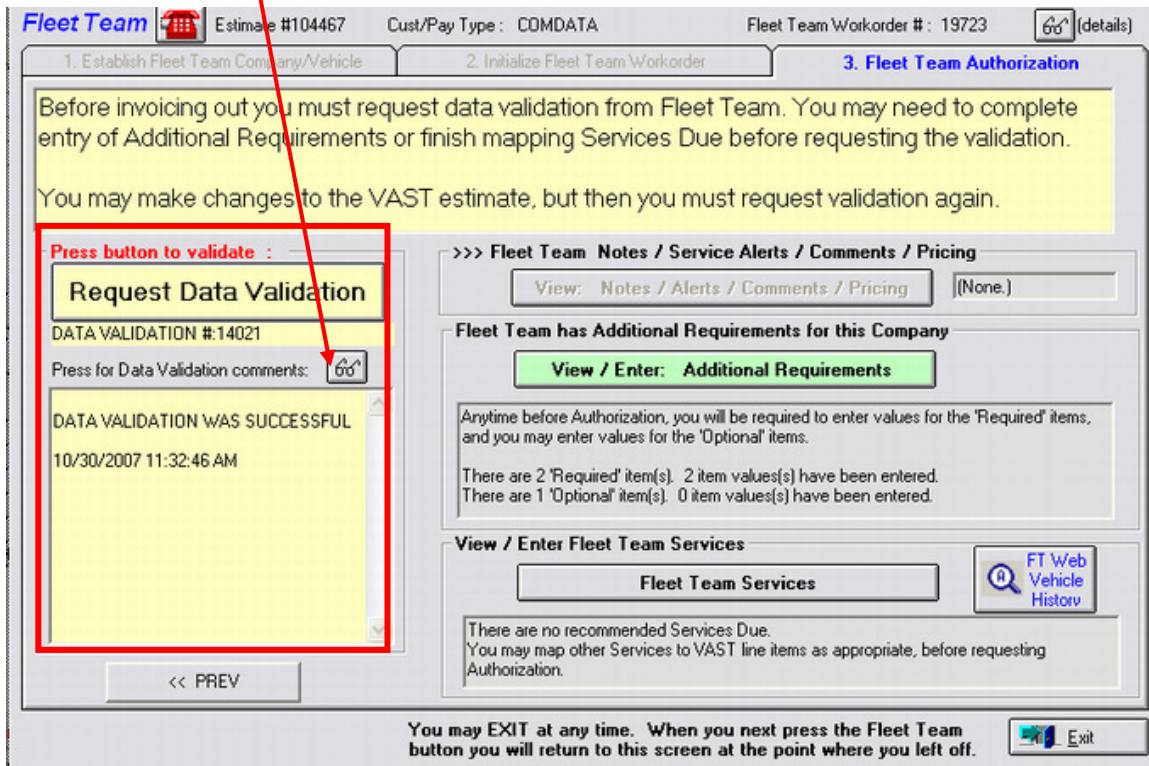 Fleet Team Estimate #104467 Cust/Pay Type : COMDATA Fleet Team Workorder # : 19723 (details)
1. Establish Fleet Team Company/Vehicle 2. Initialize Fleet Team Workorder 3. Fleet Team Authorization
Before invoicing out you must request data validation from Fleet Team. You may need to complete
entry of Additional Requirements or finish mapping Services Due before requesting the validation.
You may make changes to the VAST estimate, but then you must request validation again.
Press button to validate :
Request Data Validation
DATA VALIDATION #:14021
Press for Data Validation comments:
DATA VALIDATION WAS SUCCESSFUL
10/30/2007 11:32:46 AM
<< PREV
>>> Fleet Team Notes / Service Alerts / Comments / Pricing
View: Notes / Alerts / Comments / Pricing (None.)
Fleet Team has Additional Requirements for this Company
View / Enter: Additional Requirements
Anytime before Authorization, you will be required to enter values for the 'Required' items,
and you may enter values for the 'Optional' items.
There are 2 'Required' item(s). 2 item values(s) have been entered.
There are 1 'Optional' item(s). 0 item values(s) have been entered.
View / Enter Fleet Team Services
Fleet Team Services
FT Web
Vehicle
History
There are no recommended Services Due.
You may map other Services to VAST line items as appropriate, before requesting
Authorization.
You may EXIT at any time. When you next press the Fleet Team
button you will return to this screen at the point where you left off.
Exit